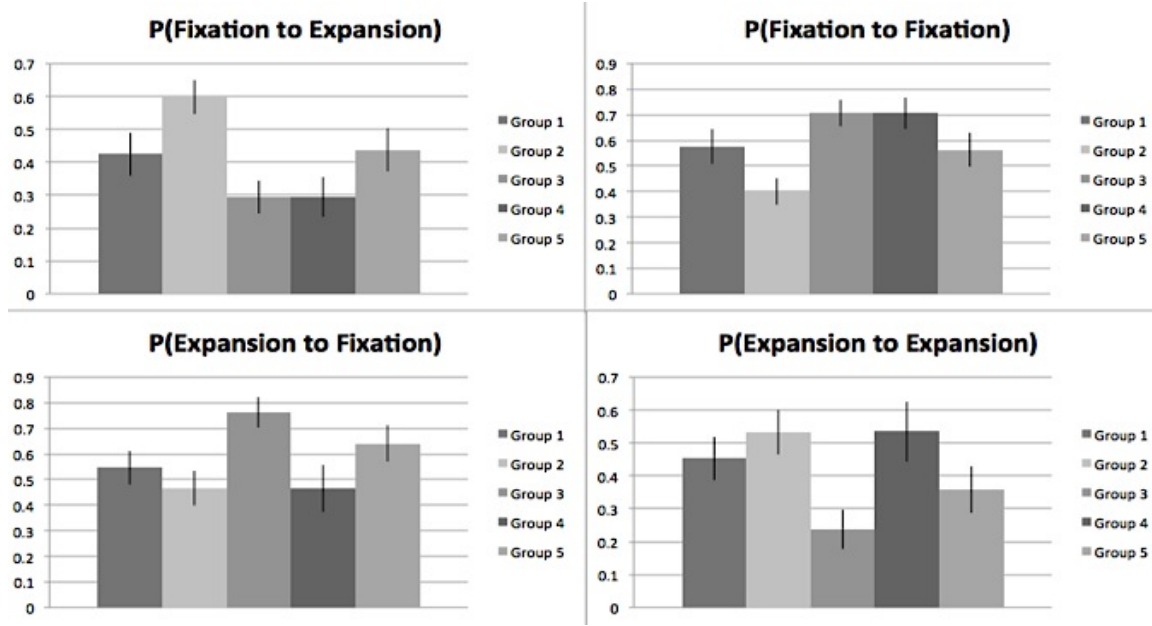 P(Fixation to Expansion)
0.7
0.6
0.5
0.4
0.3
0.2
0.1
0
Group 1
Group 2
Group 3
Group 4
Group 5
P(Fixation to Fixation)
0.9
0.8
0.7
0.6
0.5
0.4
0.3
0.2
0.1
0
Group 1
Group 2
Group 3
Group 4
Group 5
P(Expansion to Fixation)
0.9
0.8
0.7
0.6
0.5
0.4
0.3
0.2
0.1
0
Group 1
Group 2
Group 3
Group 4
Group 5
P(Expansion to Expansion)
0.7
0.6
0.5
0.4
0.3
0.2
0.1
0
Group 1
Group 2
Group 3
Group 4
Group 5